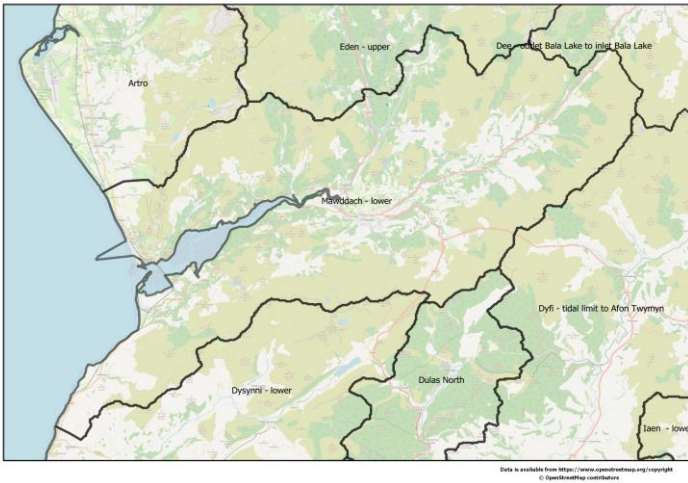 Eden - upper
Dee - outlet Bala Lake to inlet Bala Lake
Artro
Mawddach - lower
Dyfi - tidal limit to Afon Twymyn
Dulas North
Dysynni - lower
Iaen - lowe
Data is available from https://www.openstreetmap.org/copyright
© OpenStreetMap contributors